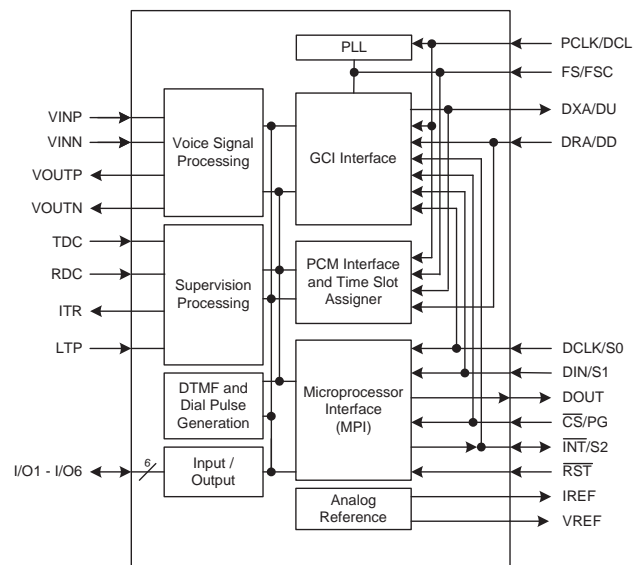 PLL
PCLK/DCL
FS/FSC
VINP
VINN
VOUTP
VOUTN
Voice Signal
Processing
GCI Interface
DXA/DU
DRA/DD
TDC
RDC
ITR
LTP
Supervision
Processing
PCM Interface
and Time Slot
Assigner
DTMF and
Dial Pulse
Generation
Microprocessor
Interface
(MPI)
DCLK/S0
DIN/S1
DOUT
CS/PG
INT/S2
RST
I/O1 - I/O6
6
Input /
Output
Analog
Reference
IREF
VREF